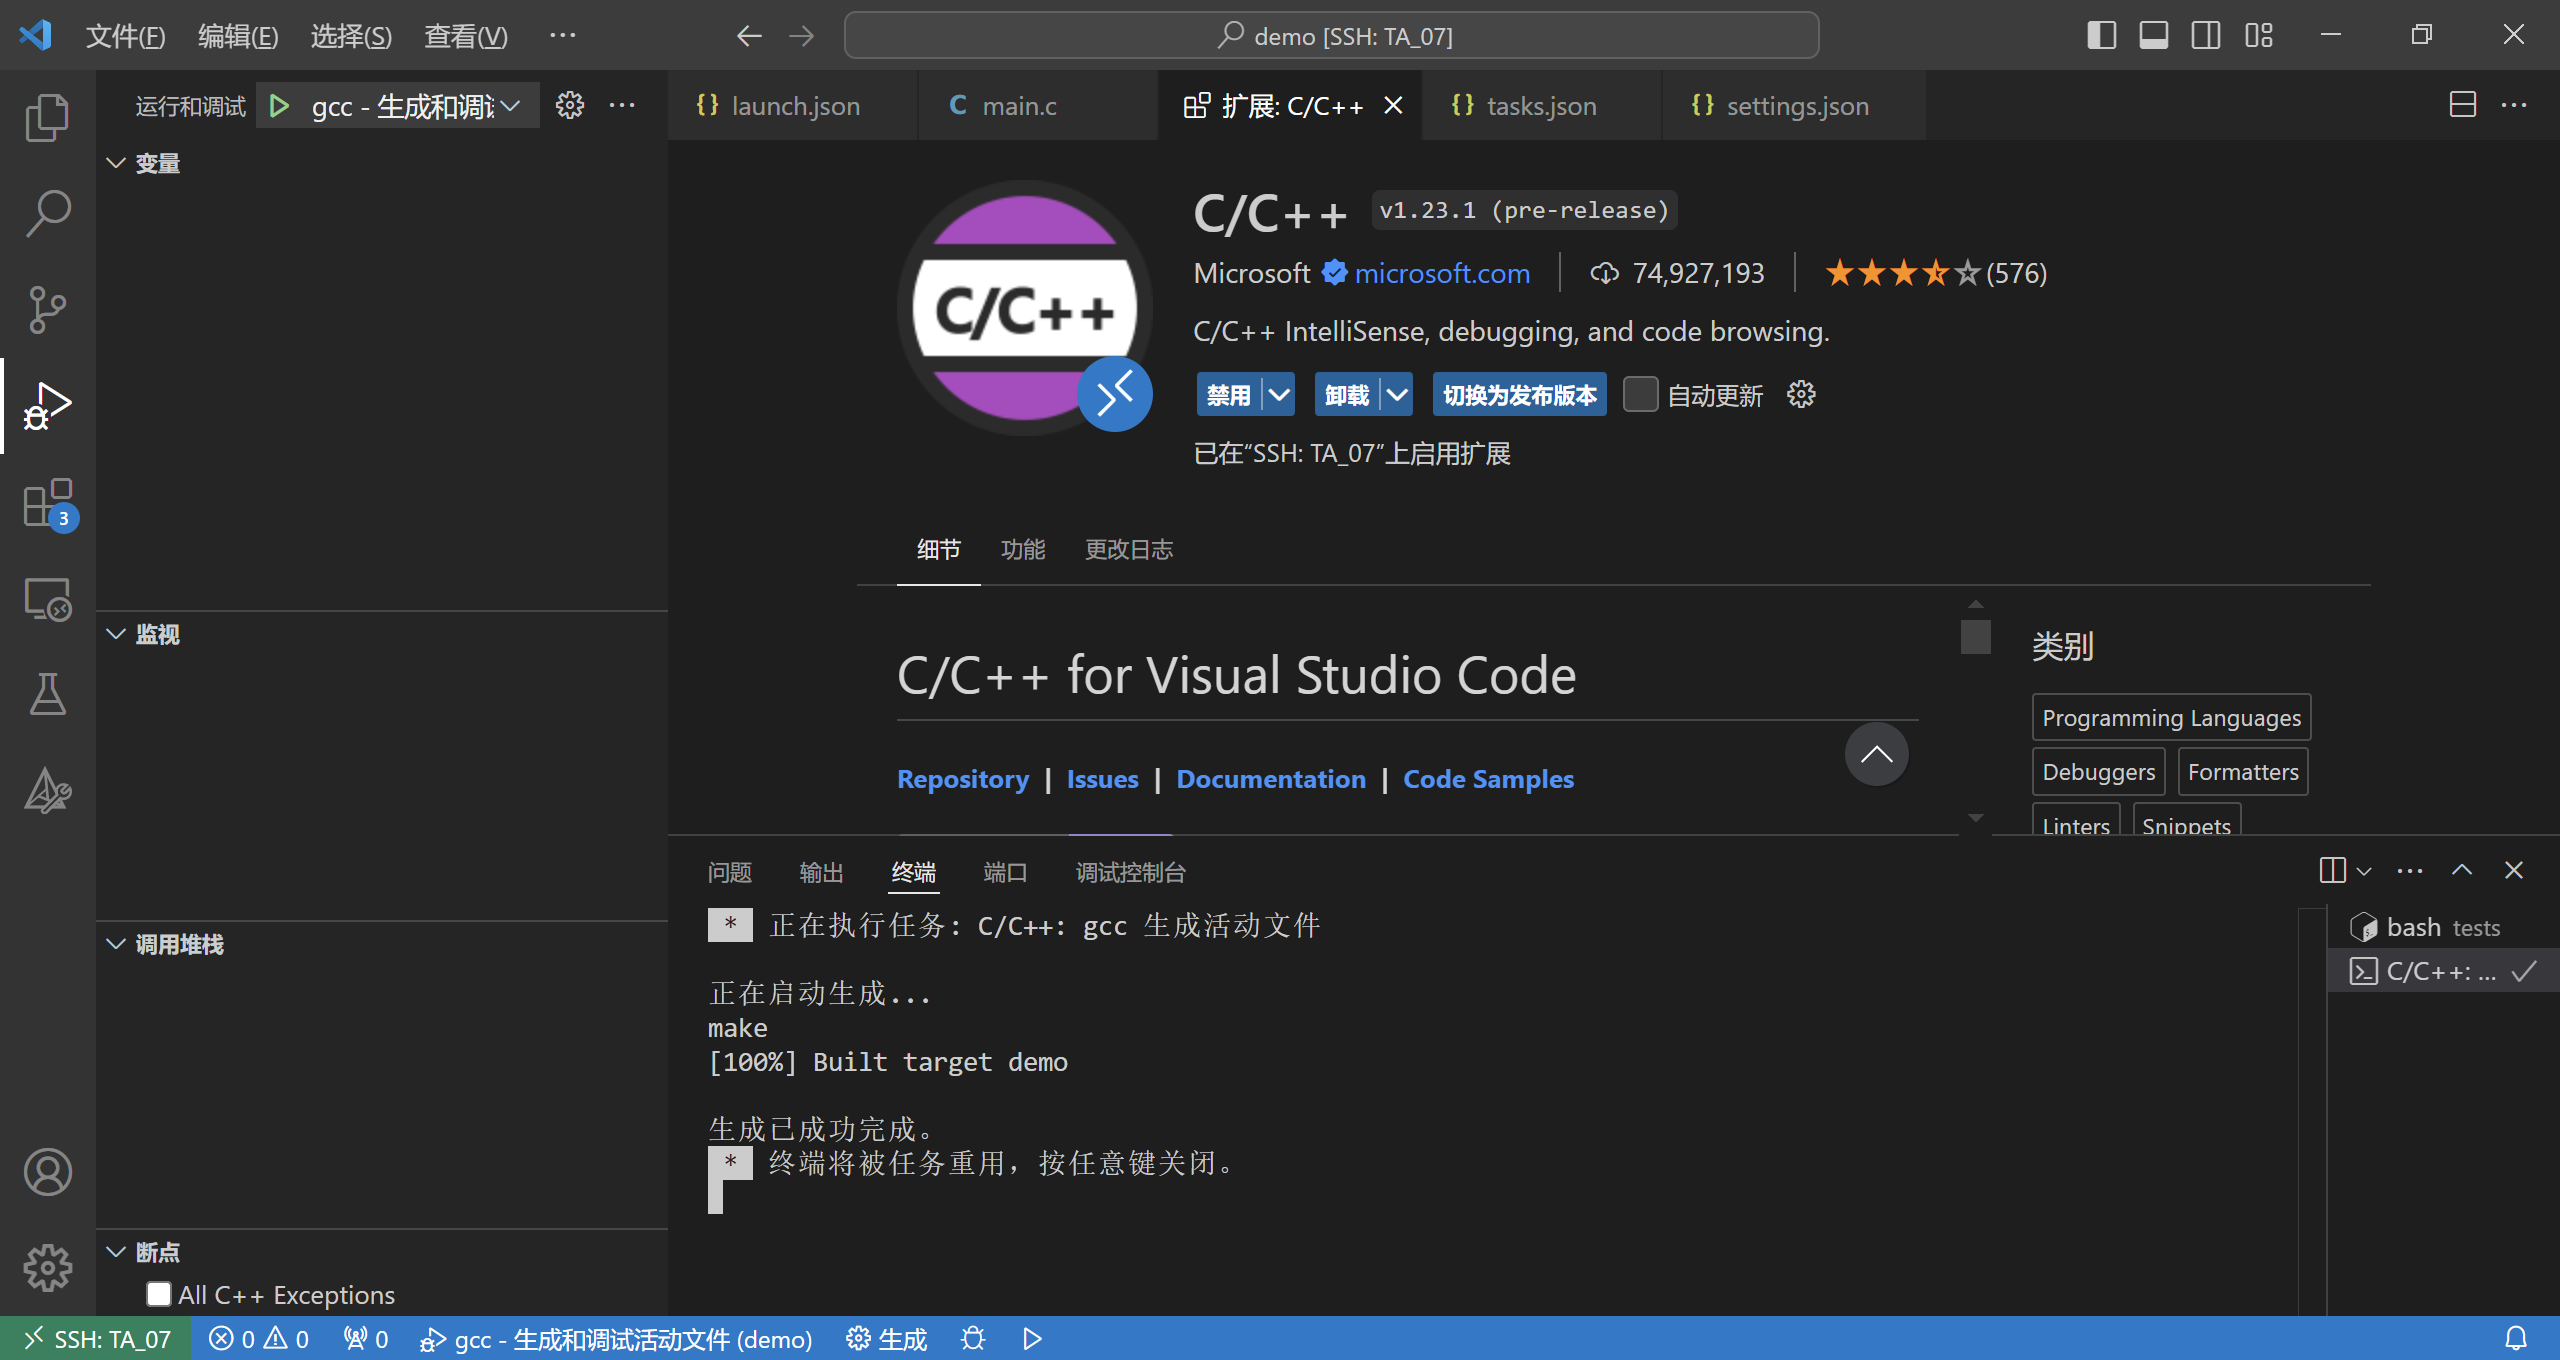 文件(F) 编辑(E) 选择(S) 查看(V) ··· demo [SSH: TA_07]
运行和调试 gcc - 生成和调试
launch.json
C main.c
扩展: C/C++
tasks.json
settings.json
变量
监视
调用堆栈
断点
All C++ Exceptions
3
C/C++
C/C++ v1.23.1 (pre-release)
Microsoft microsoft.com 74,927,193 (576)
C/C++ IntelliSense, debugging, and code browsing.
禁用 卸载 切换为发布版本 自动更新
已在“SSH: TA_07”上启用扩展
细节 功能 更改日志
C/C++ for Visual Studio Code
Repository | Issues | Documentation | Code Samples
类别
Programming Languages
Debuggers Formatters
Linters Snippets
问题 输出 终端 端口 调试控制台
* 正在执行任务: C/C++: gcc 生成活动文件
正在启动生成...
make
[100%] Built target demo
生成已成功完成。
* 终端将被任务重用，按任意键关闭。
bash tests
C/C++: ...
SSH: TA_07 0 0 0 gcc - 生成和调试活动文件 (demo) 生成